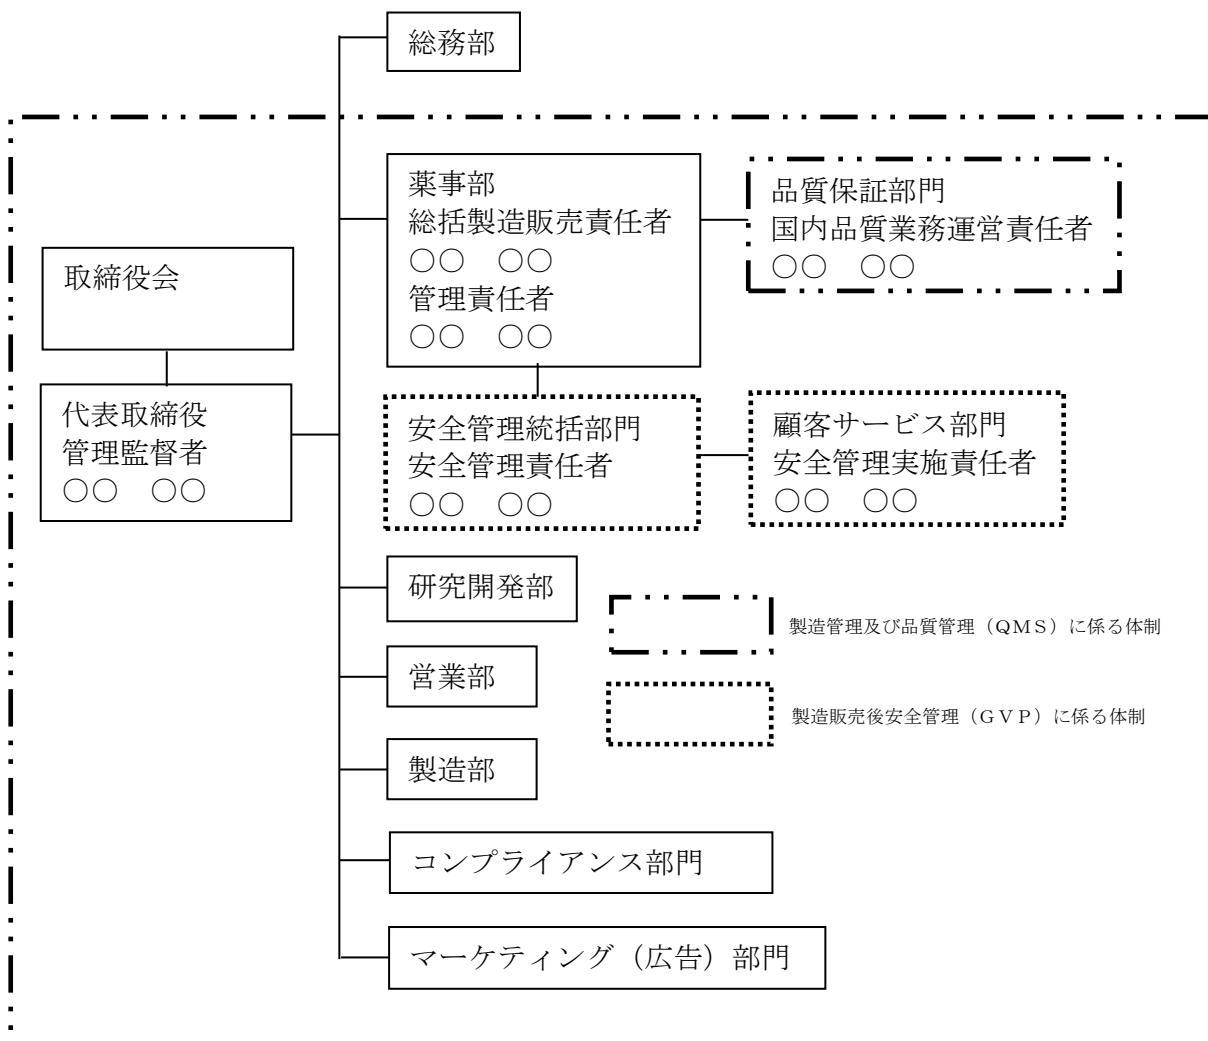 総務部
薬事部
総括製造販売責任者
○○　○○
管理責任者
○○　○○
品質保証部門
国内品質業務運営責任者
○○　○○
取締役会
代表取締役
管理監督者
○○　○○
安全管理統括部門
安全管理責任者
○○　○○
顧客サービス部門
安全管理実施責任者
○○　○○
研究開発部
製造管理及び品質管理（ＱＭＳ）に係る体制
営業部
製造販売後安全管理（ＧＶＰ）に係る体制
製造部
コンプライアンス部門
マーケティング（広告）部門